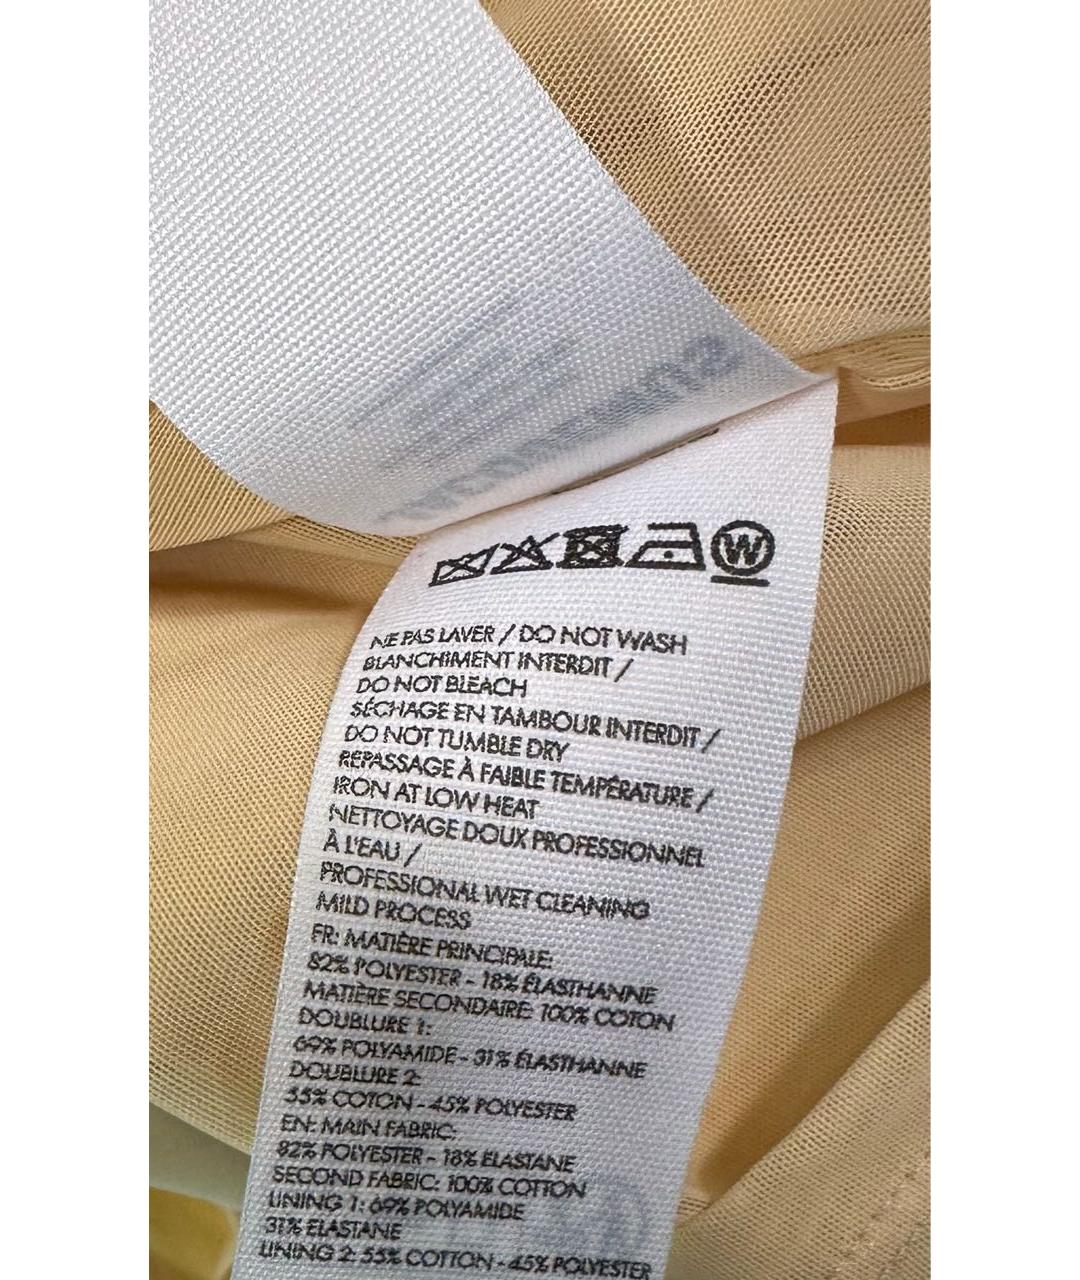 W
NE PAS LAVER / DO NOT WASH
BLANCHIMENT INTERDIT /
DO NOT BLEACH
SÉCHAGE EN TAMBOUR INTERDIT /
DO NOT TUMBLE DRY
REPASSAGE À FAIBLE TEMPÉRATURE /
IRON AT LOW HEAT
NETTOYAGE DOUX PROFESSIONNEL
À L'EAU /
PROFESSIONAL WET CLEANING
MILD PROCESS
FR: MATIÈRE PRINCIPALE:
82% POLYESTER - 18% ÉLASTHANNE
MATIÈRE SECONDAIRE: 100% COTON
DOUBLURE 1:
69% POLYAMIDE - 31% ÉLASTHANNE
DOUBLURE 2:
55% COTON - 45% POLYESTER
EN: MAIN FABRIC:
82% POLYESTER - 18% ELASTANE
SECOND FABRIC: 100% COTTON
LINING 1: 69% POLYAMIDE
31% ELASTANE
LINING 2: 55% COTTON - 45% POLYESTER